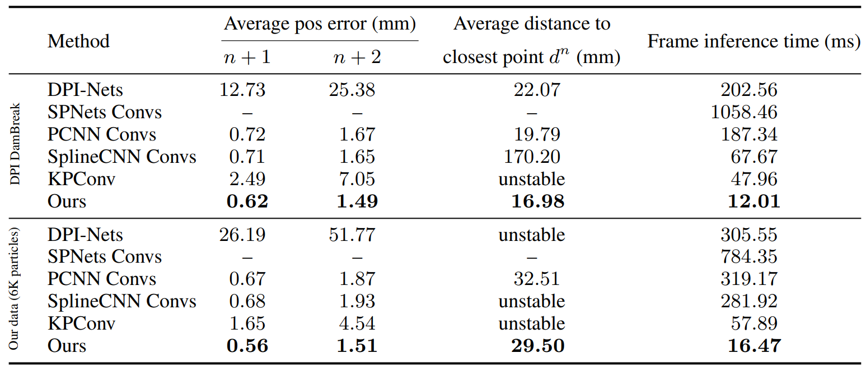 Method Average pos error (mm) Average distance to closest point dⁿ (mm) Frame inference time (ms)
n + 1 n + 2
DPI DamBreak
DPI-Nets 12.73 25.38 22.07 202.56
SPNets Convs – – – 1058.46
PCNN Convs 0.72 1.67 19.79 187.34
SplineCNN Convs 0.71 1.65 170.20 67.67
KPConv 2.49 7.05 unstable 47.96
Ours 0.62 1.49 16.98 12.01
Our data (6K particles)
DPI-Nets 26.19 51.77 unstable 305.55
SPNets Convs – – – 784.35
PCNN Convs 0.67 1.87 32.51 319.17
SplineCNN Convs 0.68 1.93 unstable 281.92
KPConv 1.65 4.54 unstable 57.89
Ours 0.56 1.51 29.50 16.47